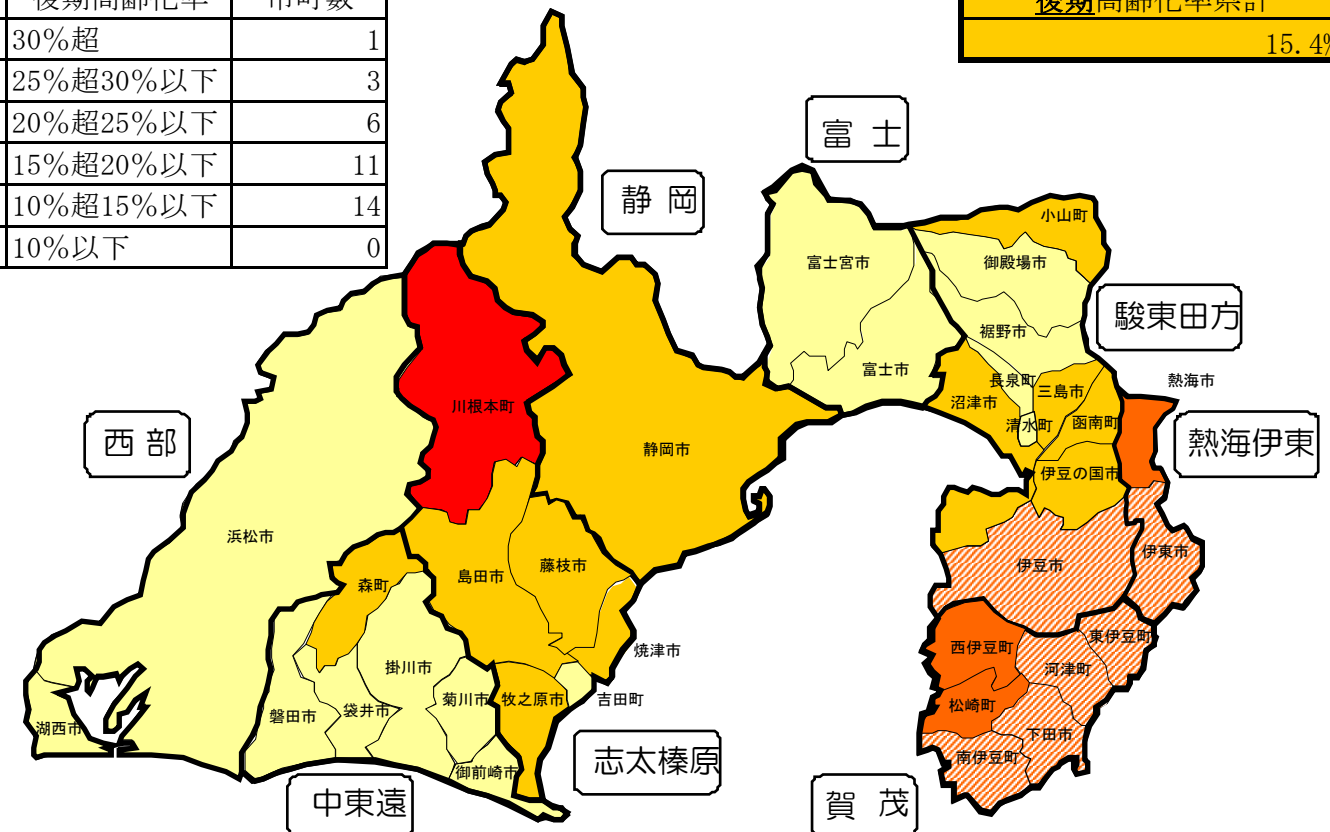 後期高齢化率 市町数
30%超 1
25%超30%以下 3
20%超25%以下 6
15%超20%以下 11
10%超15%以下 14
10%以下 0
後期高齢化率県計
15.4%
富 士
静 岡
小山町
富士宮市
御殿場市
駿東田方
裾野市
富士市
長泉町
三島市
熱海市
沼津市
川根本町
清水町
函南町
西 部
静岡市
熱海伊東
伊豆の国市
浜松市
伊東市
藤枝市
伊豆市
島田市
森町
東伊豆町
西伊豆町
焼津市
掛川市
河津町
菊川市
牧之原市
吉田町
松崎町
袋井市
磐田市
湖西市
下田市
志太榛原
南伊豆町
御前崎市
中東遠
賀 茂